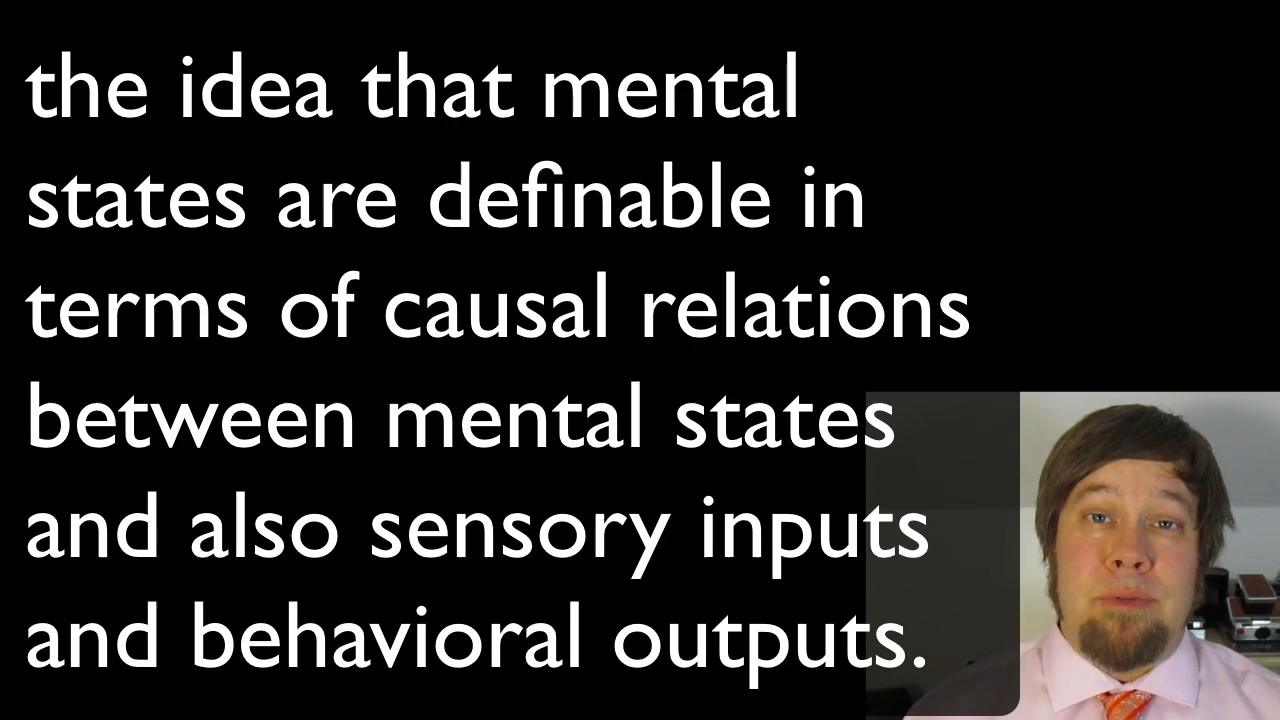 the idea that mental
states are definable in
terms of causal relations
between mental states
and also sensory inputs
and behavioral outputs.